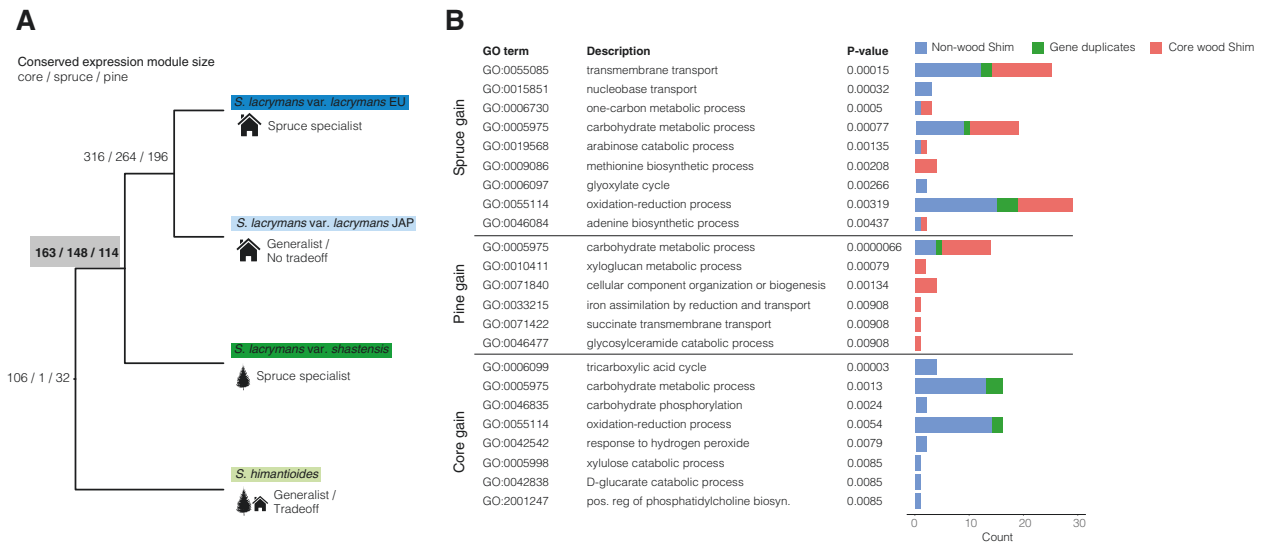 A
Conserved expression module size
core / spruce / pine
S. lacrymans var. lacrymans EU
Spruce specialist
316 / 264 / 196
S. lacrymans var. lacrymans JAP
Generalist /
No tradeoff
163 / 148 / 114
S. lacrymans var. shastensis
Spruce specialist
106 / 1 / 32
S. himantioides
Generalist /
Tradeoff
B
GO term Description P-value Non-wood Shim Gene duplicates Core wood Shim
Spruce gain
GO:0055085 transmembrane transport 0.00015
GO:0015851 nucleobase transport 0.00032
GO:0006730 one-carbon metabolic process 0.0005
GO:0005975 carbohydrate metabolic process 0.00077
GO:0019568 arabinose catabolic process 0.00135
GO:0009086 methionine biosynthetic process 0.00208
GO:0006097 glyoxylate cycle 0.00266
GO:0055114 oxidation-reduction process 0.00319
GO:0046084 adenine biosynthetic process 0.00437
Pine gain
GO:0005975 carbohydrate metabolic process 0.0000066
GO:0010411 xyloglucan metabolic process 0.00079
GO:0071840 cellular component organization or biogenesis 0.00134
GO:0033215 iron assimilation by reduction and transport 0.00908
GO:0071422 succinate transmembrane transport 0.00908
GO:0046477 glycosylceramide catabolic process 0.00908
Core gain
GO:0006099 tricarboxylic acid cycle 0.00003
GO:0005975 carbohydrate metabolic process 0.0013
GO:0046835 carbohydrate phosphorylation 0.0024
GO:0055114 oxidation-reduction process 0.0054
GO:0042542 response to hydrogen peroxide 0.0079
GO:0005998 xylulose catabolic process 0.0085
GO:0042838 D-glucarate catabolic process 0.0085
GO:2001247 pos. reg of phosphatidylcholine biosyn. 0.0085
0 10 20 30
Count